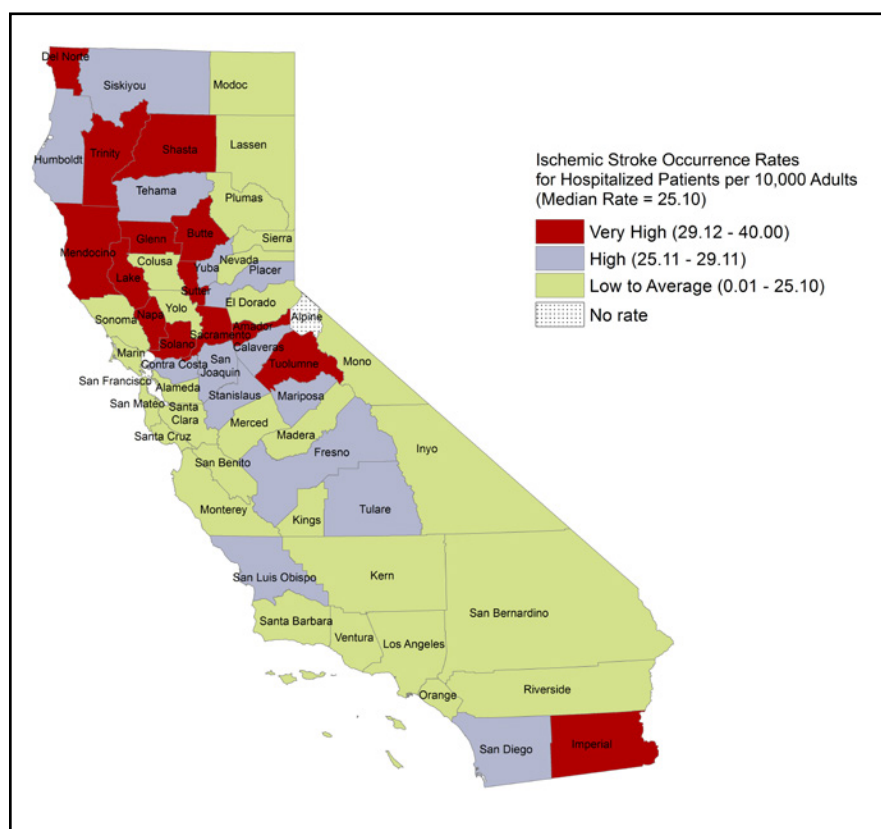 Del Norte
Siskiyou
Modoc
Humboldt
Trinity
Shasta
Lassen
Tehama
Plumas
Mendocino
Glenn
Butte
Sierra
Colusa
Yuba
Nevada
Placer
Lake
Sutter
Sonoma
Yolo
El Dorado
Napa
Solano
Sacramento
Amador
Alpine
Marin
Contra Costa
San
Joaquin
Calaveras
Tuolumne
Mono
San Francisco
Alameda
Stanislaus
Mariposa
San Mateo
Santa
Clara
Merced
Madera
Santa Cruz
Fresno
Inyo
San Benito
Monterey
Kings
Tulare
San Luis Obispo
Kern
San Bernardino
Santa Barbara
Ventura
Los Angeles
Orange
Riverside
San Diego
Imperial
Ischemic Stroke Occurrence Rates
for Hospitalized Patients per 10,000 Adults
(Median Rate = 25.10)
Very High (29.12 - 40.00)
High (25.11 - 29.11)
Low to Average (0.01 - 25.10)
No rate